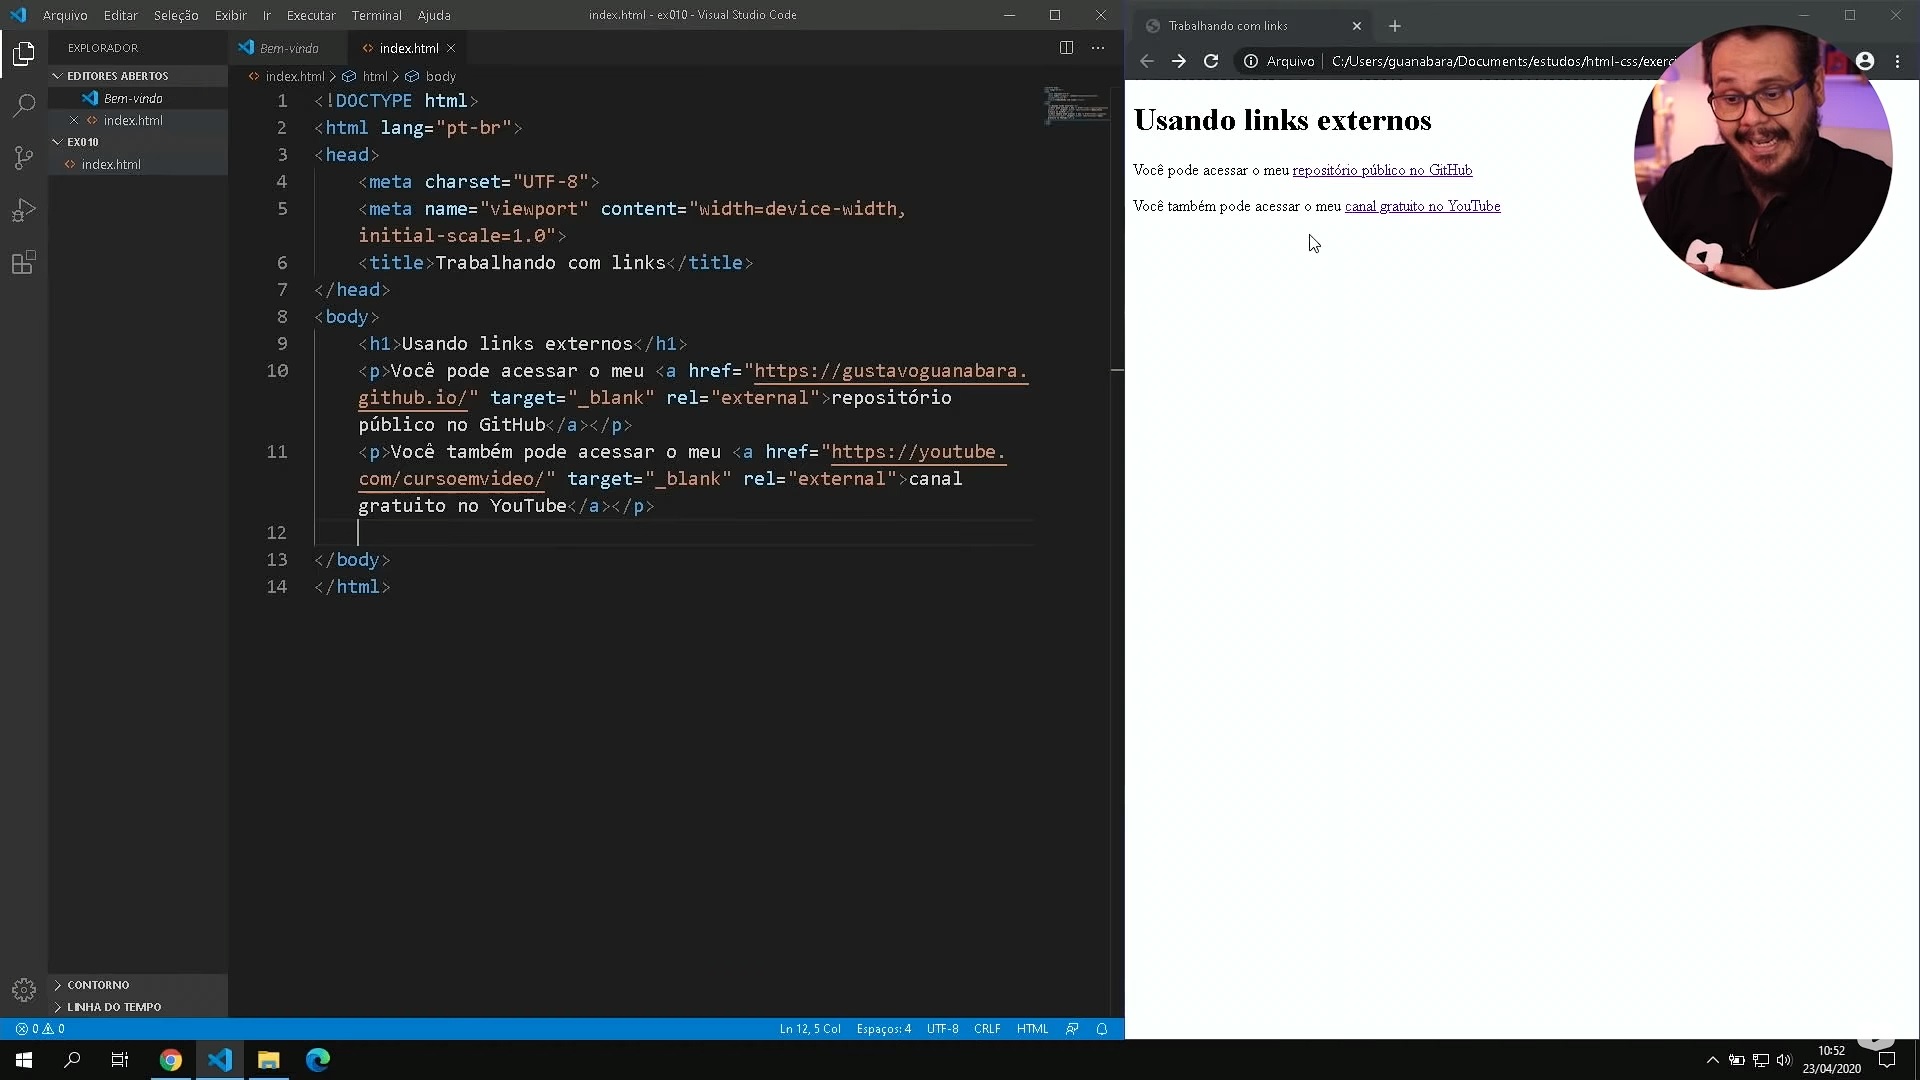 Arquivo Editar Seleção Exibir Ir Executar Terminal Ajuda
index.html - ex010 - Visual Studio Code
EXPLORADOR
EDITORES ABERTOS
Bem-vindo
index.html
EX010
index.html
CONTORNO
LINHA DO TEMPO
Bem-vindo
index.html
index.html > html > body
1 <!DOCTYPE html>
2 <html lang="pt-br">
3 <head>
4 <meta charset="UTF-8">
5 <meta name="viewport" content="width=device-width,
initial-scale=1.0">
6 <title>Trabalhando com links</title>
7 </head>
8 <body>
9 <h1>Usando links externos</h1>
10 <p>Você pode acessar o meu <a href="https://gustavoguanabara.
github.io/" target="_blank" rel="external">repositório
público no GitHub</a></p>
11 <p>Você também pode acessar o meu <a href="https://youtube.
com/cursoemvideo/" target="_blank" rel="external">canal
gratuito no YouTube</a></p>
12
13 </body>
14 </html>
0 0
Ln 12, 5 Col Espaços: 4 UTF-8 CRLF HTML
Trabalhando com links
Arquivo | C:/Users/guanabara/Documents/estudos/html-css/exerci
Usando links externos
Você pode acessar o meu repositório público no GitHub
Você também pode acessar o meu canal gratuito no YouTube
10:52
23/04/2020